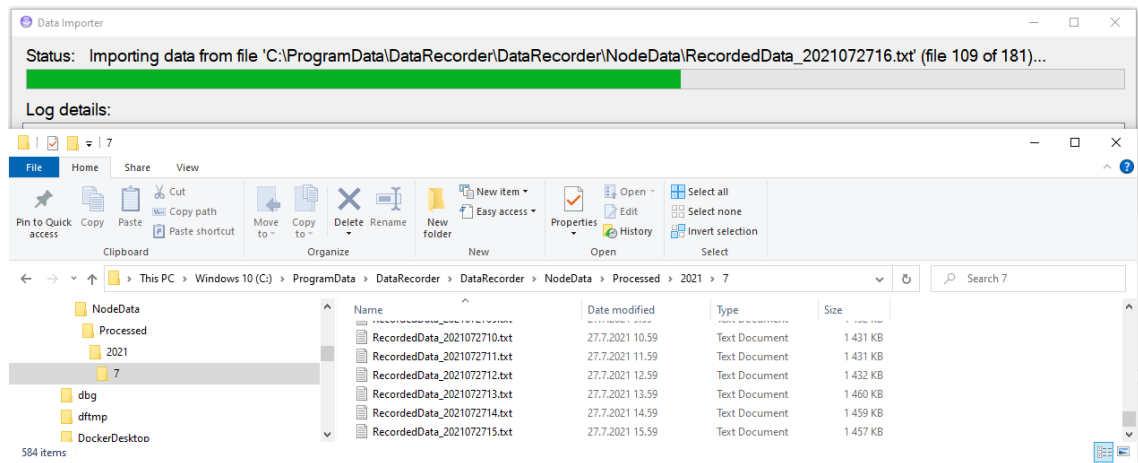 Data Importer
Status: Importing data from file 'C:\ProgramData\DataRecorder\DataRecorder\NodeData\RecordedData_2021072716.txt' (file 109 of 181)...
Log details:
7
File Home Share View
Pin to Quick access
Copy
Paste
Cut
Copy path
Paste shortcut
Clipboard
Move to
Copy to
Delete
Rename
Organize
New folder
New item
Easy access
New
Properties
Open
Edit
History
Open
Select all
Select none
Invert selection
Select
This PC > Windows 10 (C:) > ProgramData > DataRecorder > DataRecorder > NodeData > Processed > 2021 > 7
Search 7
NodeData
Processed
2021
7
dbg
dftmp
DockerDesktop
Name Date modified Type Size
RecordedData_2021072710.txt 27.7.2021 10.59 Text Document 1 431 KB
RecordedData_2021072711.txt 27.7.2021 11.59 Text Document 1 431 KB
RecordedData_2021072712.txt 27.7.2021 12.59 Text Document 1 432 KB
RecordedData_2021072713.txt 27.7.2021 13.59 Text Document 1 460 KB
RecordedData_2021072714.txt 27.7.2021 14.59 Text Document 1 459 KB
RecordedData_2021072715.txt 27.7.2021 15.59 Text Document 1 457 KB
584 items